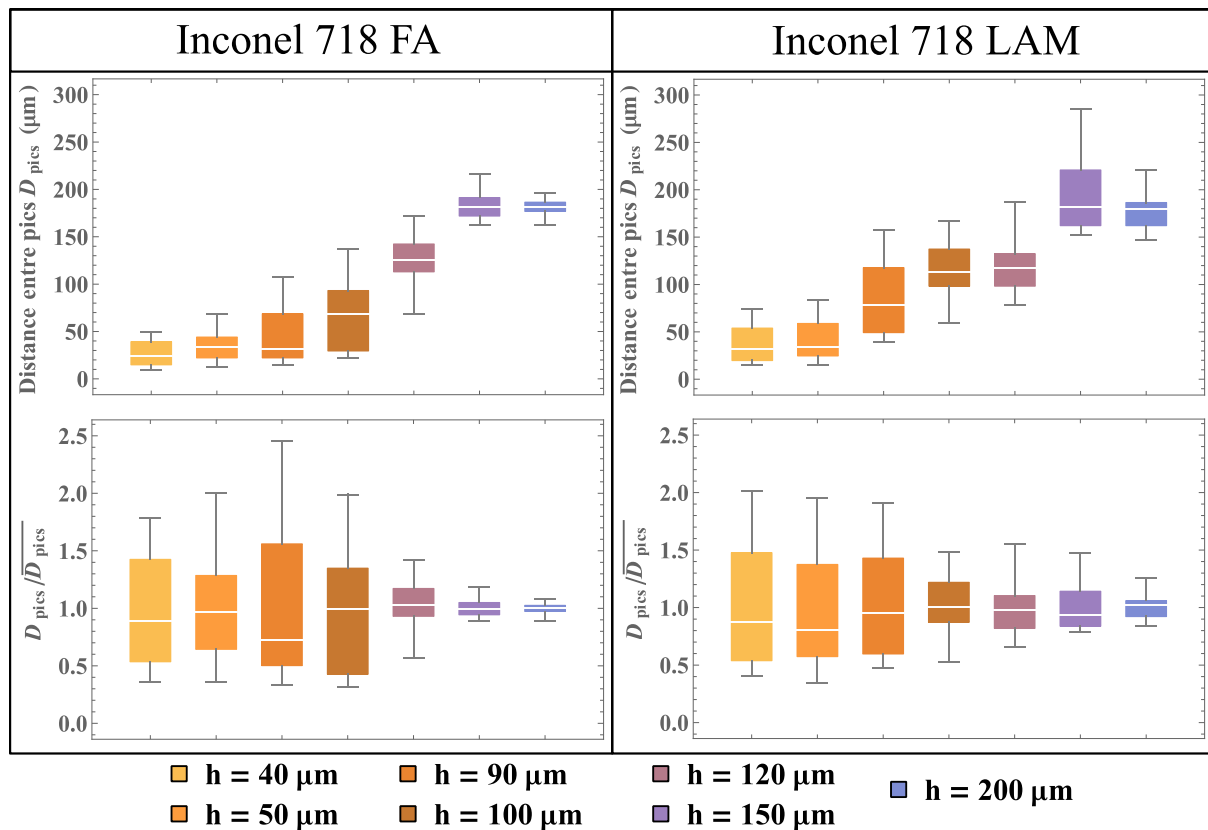 Inconel 718 FA
Inconel 718 LAM
Distance entre pics D pics (μm)
300
250
200
150
100
50
0
Distance entre pics D pics (μm)
300
250
200
150
100
50
0
D pics /D pics
2.5
2.0
1.5
1.0
0.5
0.0
D pics /D pics
2.5
2.0
1.5
1.0
0.5
0.0
h = 40 μm
h = 90 μm
h = 120 μm
h = 200 μm
h = 50 μm
h = 100 μm
h = 150 μm